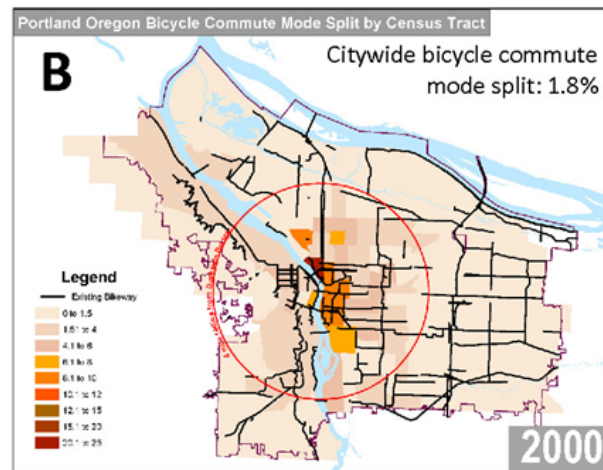 Portland Oregon Bicycle Commute Mode Split by Census Tract
B
Citywide bicycle commute
mode split: 1.8%
Legend
Existing Bikeway
0 to 1.5
1.51 to 4
4.1 to 6
6.1 to 8
8.1 to 10
10.1 to 12
12.1 to 15
15.1 to 20
20.1 to 25
2000